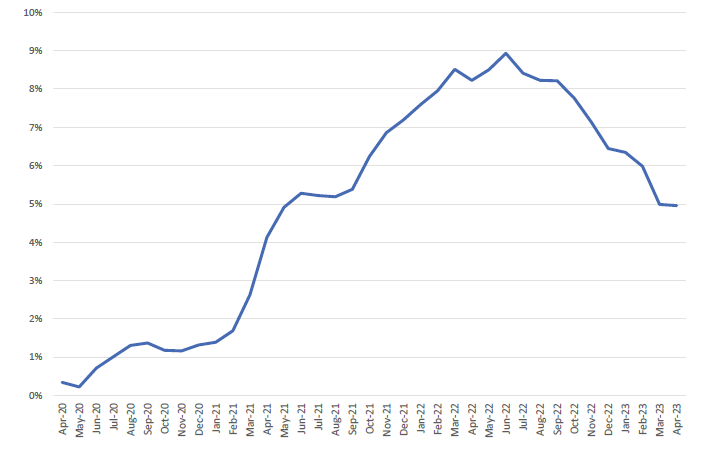 10%
9%
8%
7%
6%
5%
4%
3%
2%
1%
0%
Apr-20
May-20
Jun-20
Jul-20
Aug-20
Sep-20
Oct-20
Nov-20
Dec-20
Jan-21
Feb-21
Mar-21
Apr-21
May-21
Jun-21
Jul-21
Aug-21
Sep-21
Oct-21
Nov-21
Dec-21
Jan-22
Feb-22
Mar-22
Apr-22
May-22
Jun-22
Jul-22
Aug-22
Sep-22
Oct-22
Nov-22
Dec-22
Jan-23
Feb-23
Mar-23
Apr-23